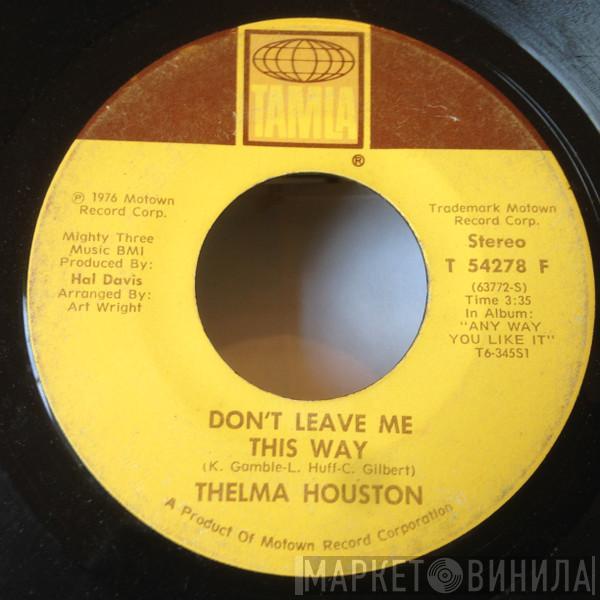 TAMLA
®
℗ 1976 Motown
Record Corp.
Mighty Three
Music BMI
Produced By:
Hal Davis
Arranged By:
Art Wright
Trademark Motown
Record Corp.
Stereo
T 54278 F
(63772-S)
Time 3:35
In Album:
"ANY WAY
YOU LIKE IT"
T6-345S1
DON'T LEAVE ME
THIS WAY
(K. Gamble-L. Huff-C. Gilbert)
THELMA HOUSTON
A Product Of Motown Record Corporation
МАРКЕТ ВИНИЛА